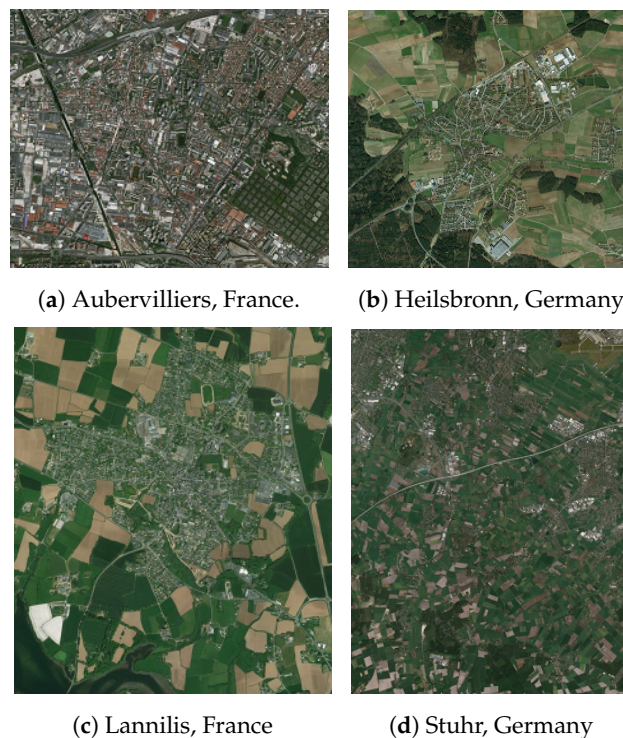 (a) Aubervilliers, France.
(b) Heilsbronn, Germany
(c) Lannilis, France
(d) Stuhr, Germany